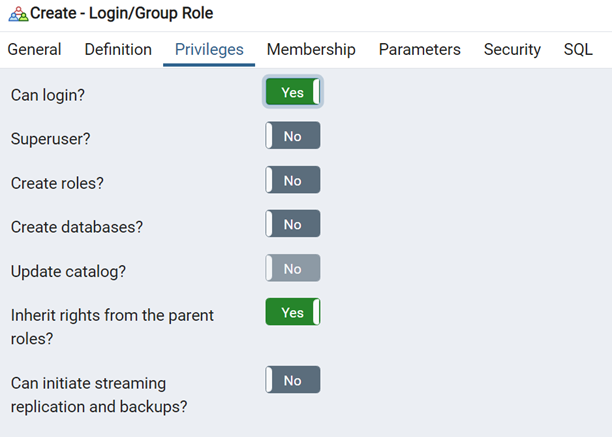 Create - Login/Group Role
General Definition Privileges Membership Parameters Security SQL
Can login? Yes
Superuser? No
Create roles? No
Create databases? No
Update catalog? No
Inherit rights from the parent Yes
roles?
Can initiate streaming No
replication and backups?